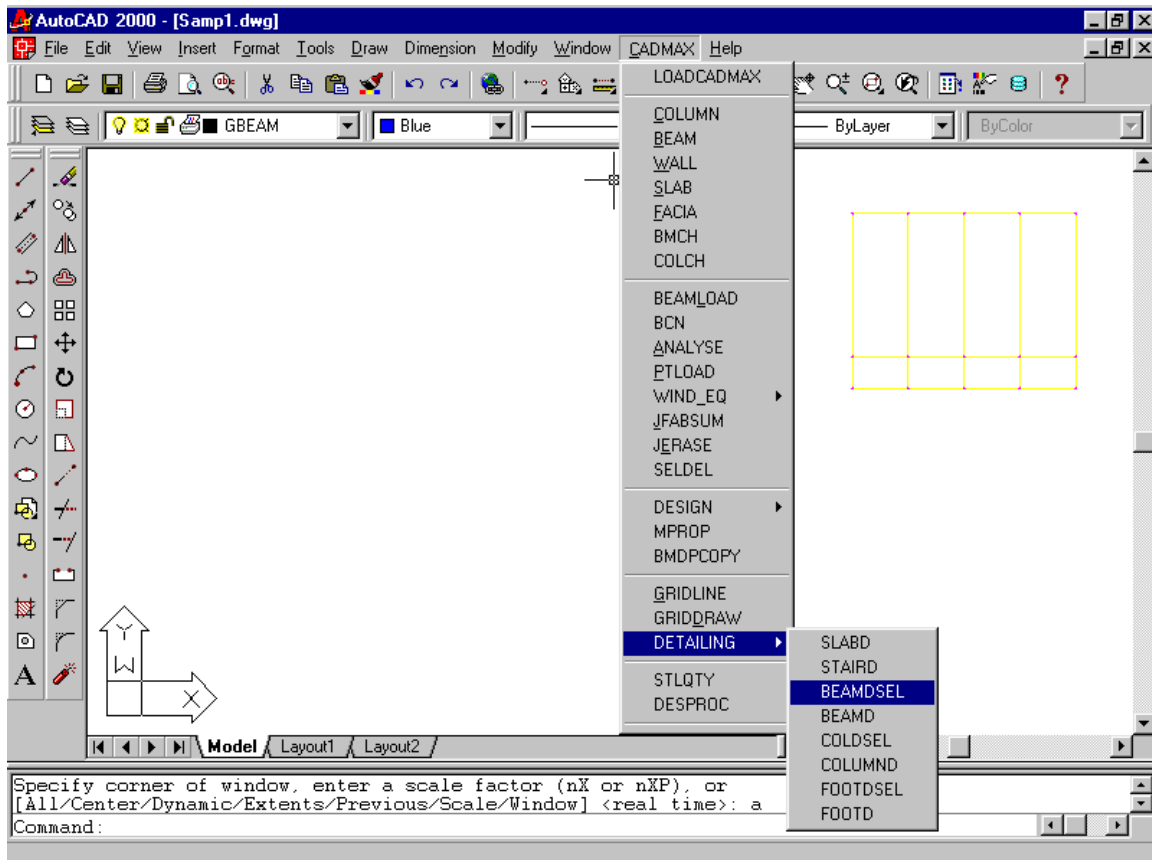 AutoCAD 2000 - [Samp1.dwg]
File Edit View Insert Format Tools Draw Dimension Modify Window CADMAX Help
GBEAM Blue ByLayer ByColor
LOADCADMAX
COLUMN
BEAM
WALL
SLAB
FACIA
BMCH
COLCH
BEAMLOAD
BCN
ANALYSE
PTLOAD
WIND_EQ
JFABSUM
JERASE
SELDEL
DESIGN
MPROP
BMDPCOPY
GRIDLINE
GRIDDRAW
DETAILING
STLQTY
DESPROC
SLABD
STAIRD
BEAMDSEL
BEAMD
COLDSEL
COLUMND
FOOTDSEL
FOOTD
Y
W
X
A
Model Layout1 Layout2
Specify corner of window, enter a scale factor (nX or nXP), or
[All/Center/Dynamic/Extents/Previous/Scale/Window] <real time>: a
Command: